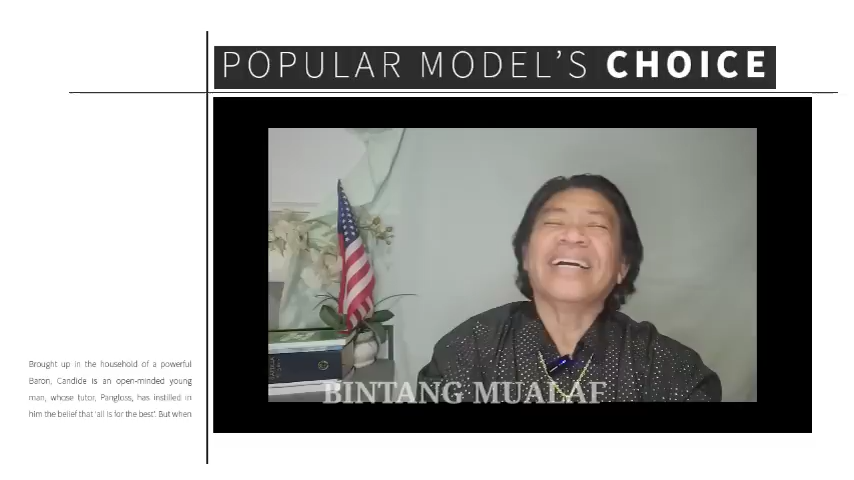 POPULAR MODEL'S CHOICE
BINTANG MUALAF
Brought up in the household of a powerful
Baron, Candide is an open-minded young
man, whose tutor, Pangloss, has instilled in
him the belief that 'all is for the best'. But when